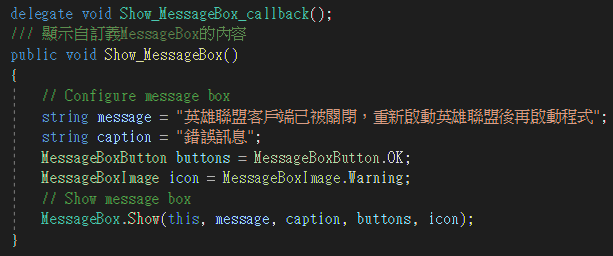 delegate void Show_MessageBox_callback();
/// 顯示自訂義MessageBox的內容
public void Show_MessageBox()
{
// Configure message box
string message = "英雄聯盟客戶端已被關閉，重新啟動英雄聯盟後再啟動程式";
string caption = "錯誤訊息";
MessageBoxButton buttons = MessageBoxButton.OK;
MessageBoxImage icon = MessageBoxImage.Warning;
// Show message box
MessageBox.Show(this, message, caption, buttons, icon);
}